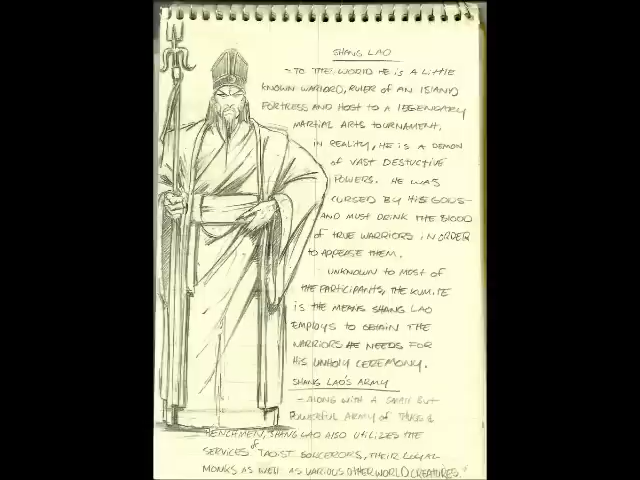 SHANG LAO
- TO THE WORLD HE IS A LITTLE
KNOWN WARLORD, RULER OF AN ISLAND
FORTRESS AND HOST TO A LEGENDARY
MARTIAL ARTS TOURNAMENT.
IN REALITY, HE IS A DEMON
OF VAST DESTUCTIVE
POWERS. HE WAS
CURSED BY HIS GODS
AND MUST DRINK THE BLOOD
OF TRUE WARRIORS IN ORDER
TO APPEASE THEM.
UNKNOWN TO MOST OF
THE PARTICIPANTS, THE KUMITE
IS THE MEANS SHANG LAO
EMPLOYS TO OBTAIN THE
WARRIORS HE NEEDS FOR
HIS UNHOLY CEREMONY.
SHANG LAO'S ARMY
- ALONG WITH A SMALL BUT
POWERFUL ARMY OF THUGS &
HENCHMEN, SHANG LAO ALSO UTILIZES THE
SERVICES OF TAOIST SORCERORS, THEIR LOYAL
MONKS AS WELL AS VARIOUS OTHERWORLD CREATURES.